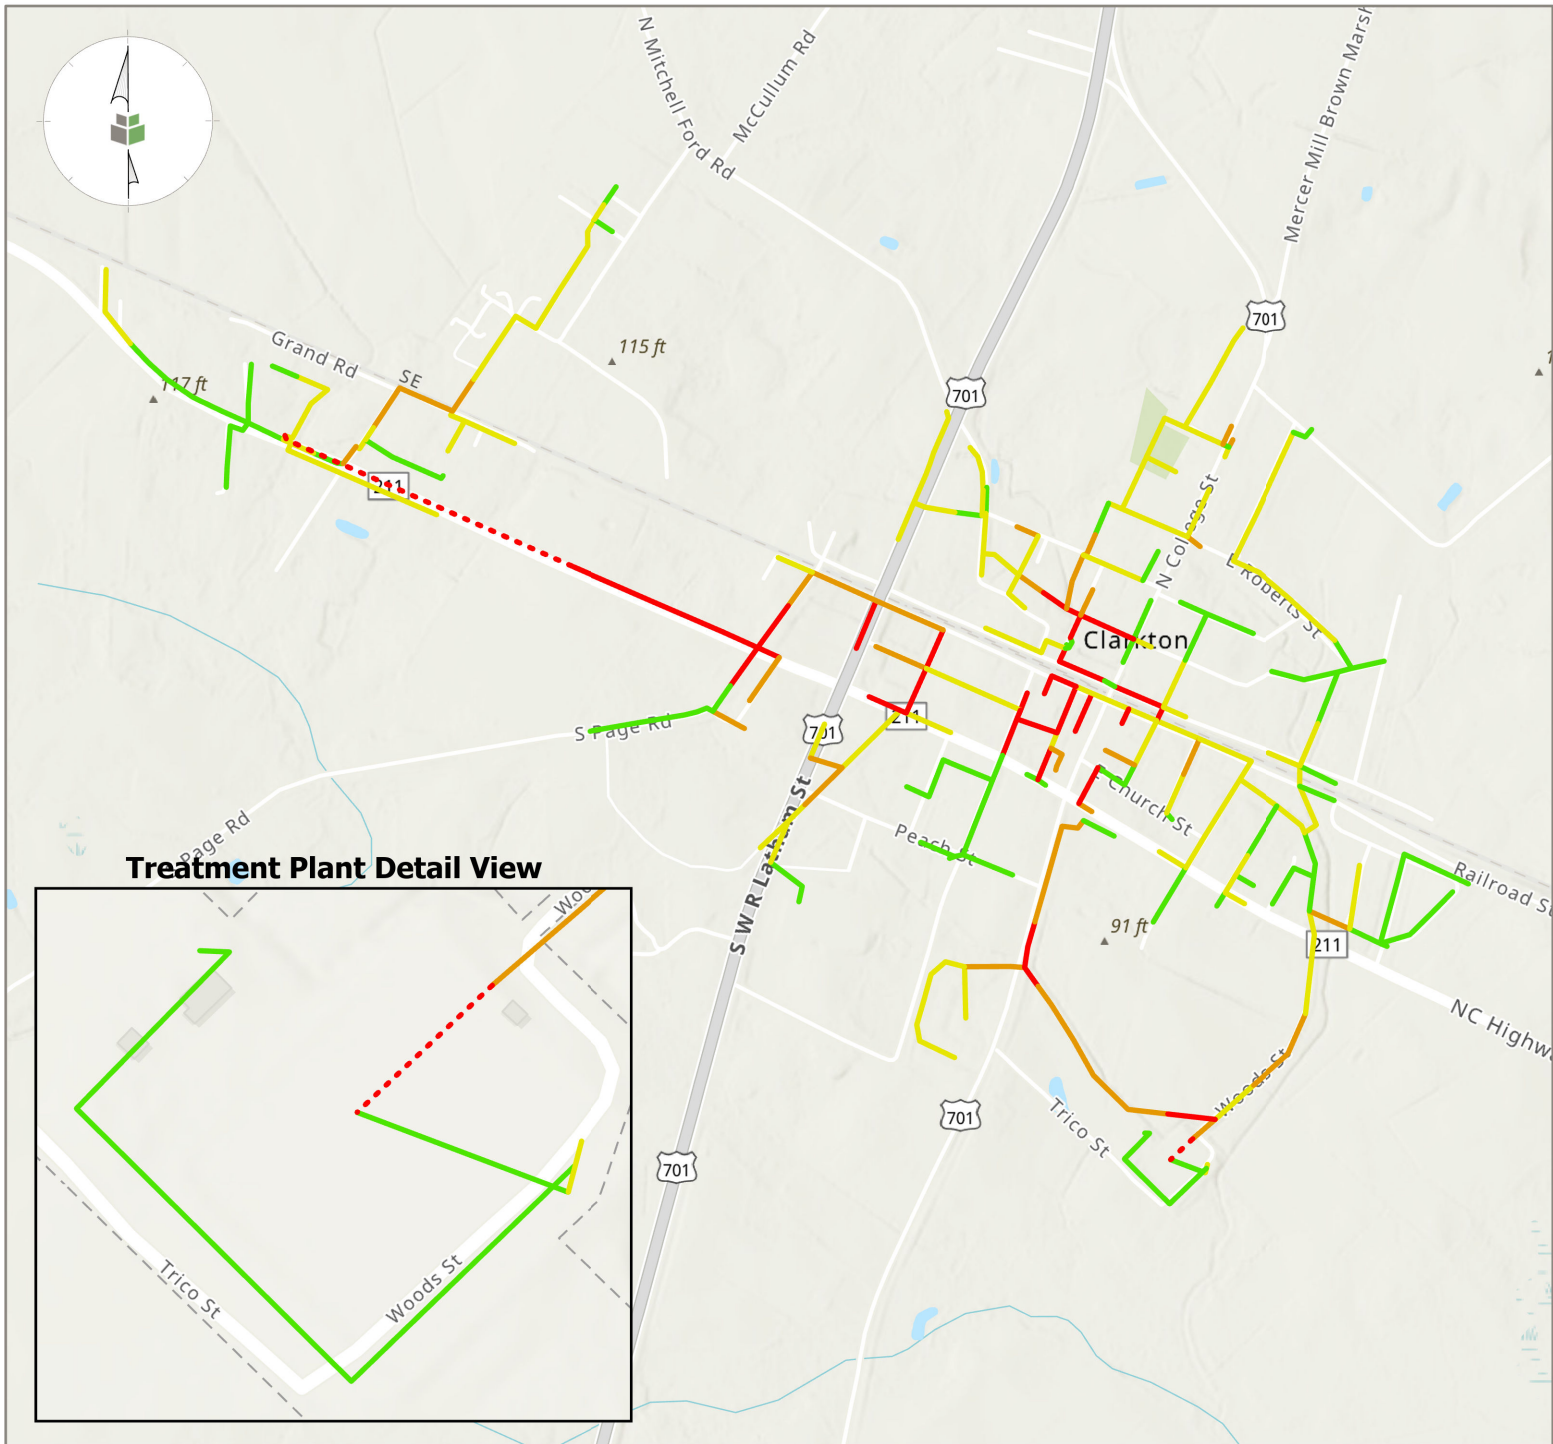 N Mitchell Ford Rd
McCullum Rd
Mercer Mill Brown Marsh
701
115 ft
Grand Rd
SE
117 ft
701
211
N College St
E Roberts St
Clarkton
S Page Rd
701
211
S W R Latham St
Church St
Peach St
Page Rd
Railroad St
91 ft
211
NC Highw
Woods St
Trico St
701
701
Treatment Plant Detail View
Woo
Trico St
Woods St